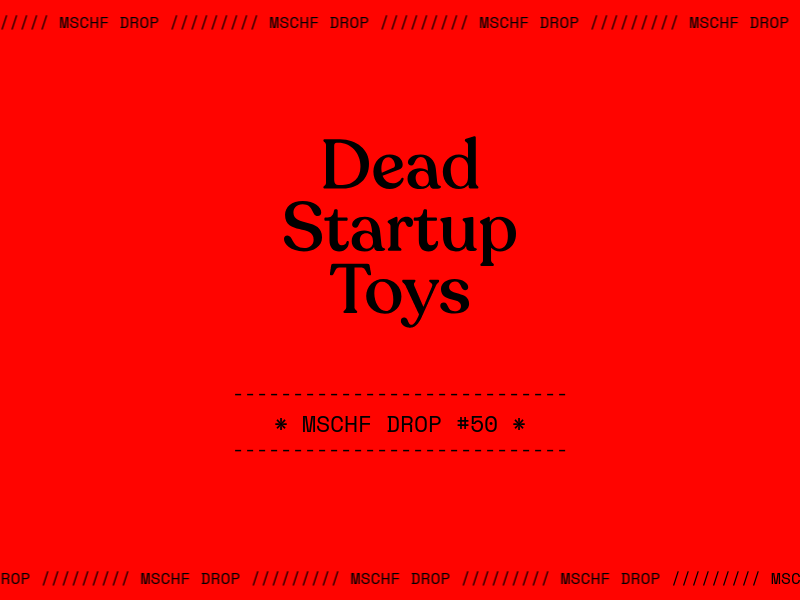 ///// MSCHF DROP ///////// MSCHF DROP ///////// MSCHF DROP ///////// MSCHF DROP
Dead
Startup
Toys
----------------------------
* MSCHF DROP #50 *
----------------------------
ROP ///////// MSCHF DROP ///////// MSCHF DROP ///////// MSCHF DROP ///////// MSC